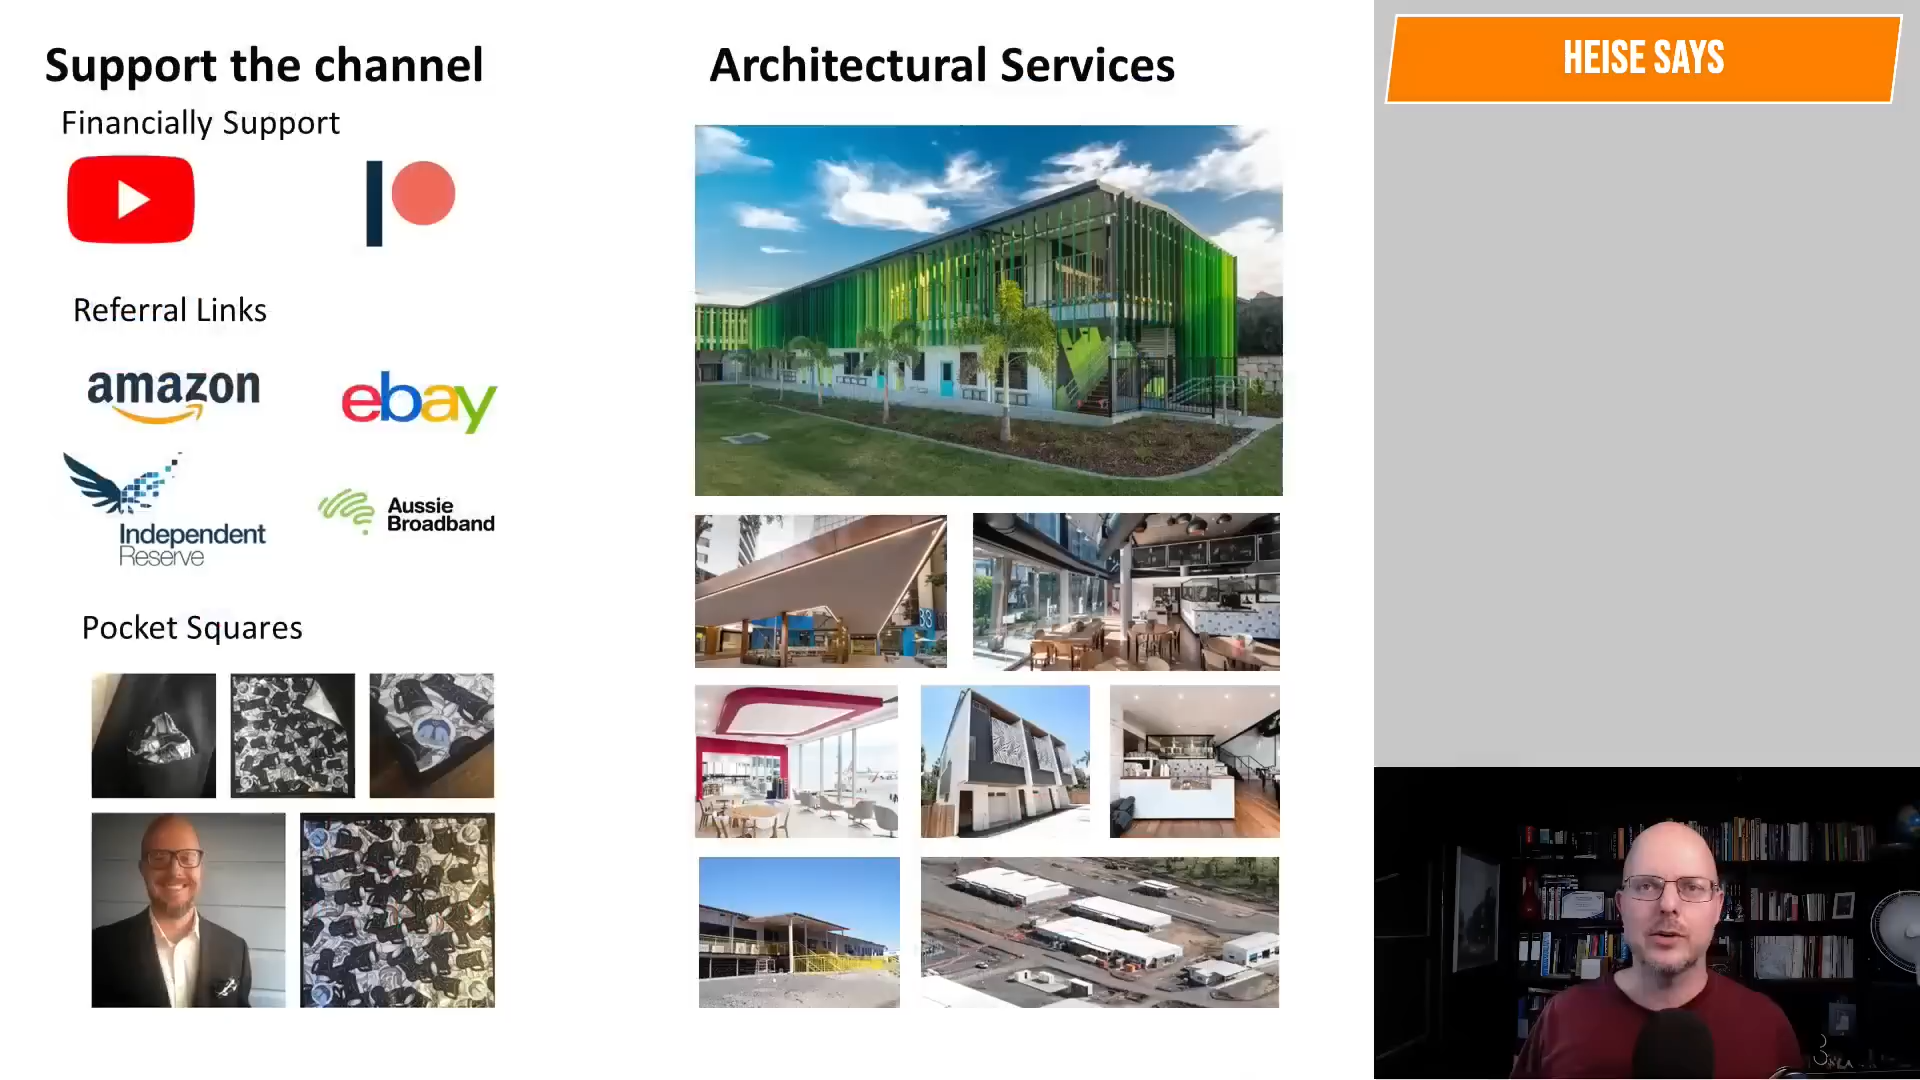 Support the channel
Financially Support
Referral Links
amazon
ebay
Independent
Reserve
Aussie
Broadband
Pocket Squares
Architectural Services
33
HEISE SAYS